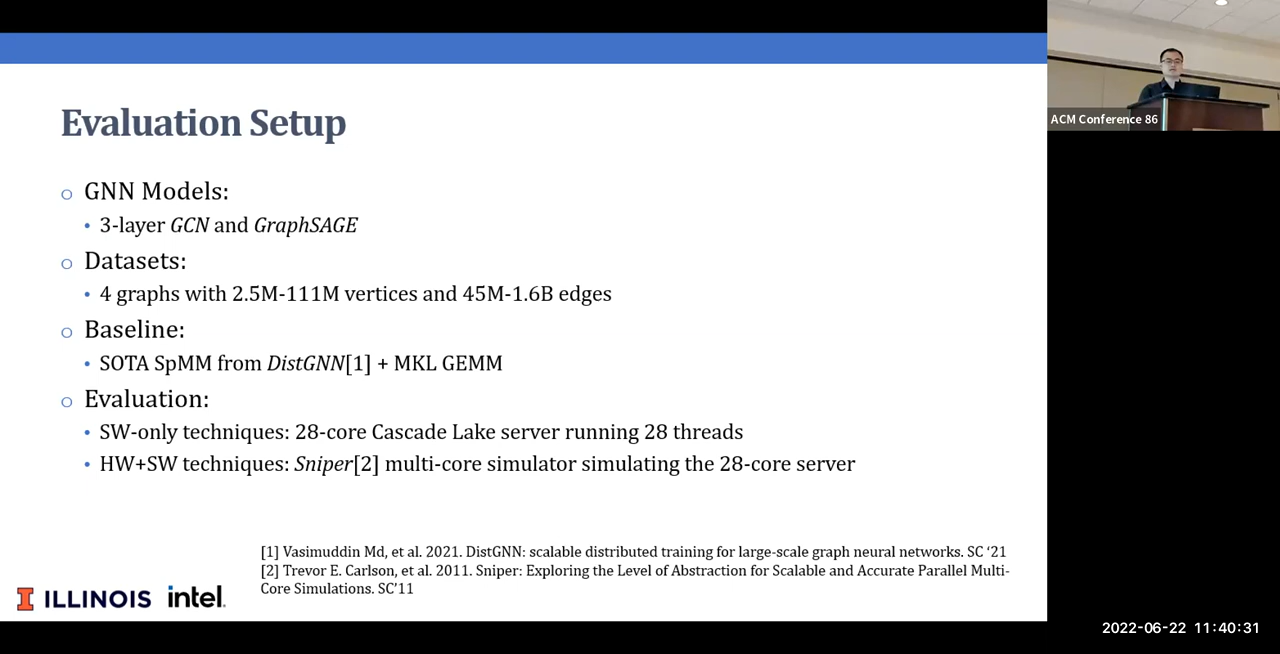 Evaluation Setup
o GNN Models:
• 3-layer GCN and GraphSAGE
o Datasets:
• 4 graphs with 2.5M-111M vertices and 45M-1.6B edges
o Baseline:
• SOTA SpMM from DistGNN[1] + MKL GEMM
o Evaluation:
• SW-only techniques: 28-core Cascade Lake server running 28 threads
• HW+SW techniques: Sniper[2] multi-core simulator simulating the 28-core server
[1] Vasimuddin Md, et al. 2021. DistGNN: scalable distributed training for large-scale graph neural networks. SC ‘21
[2] Trevor E. Carlson, et al. 2011. Sniper: Exploring the Level of Abstraction for Scalable and Accurate Parallel Multi-
Core Simulations. SC’11
I ILLINOIS intel.
ACM Conference 86
2022-06-22 11:40:31